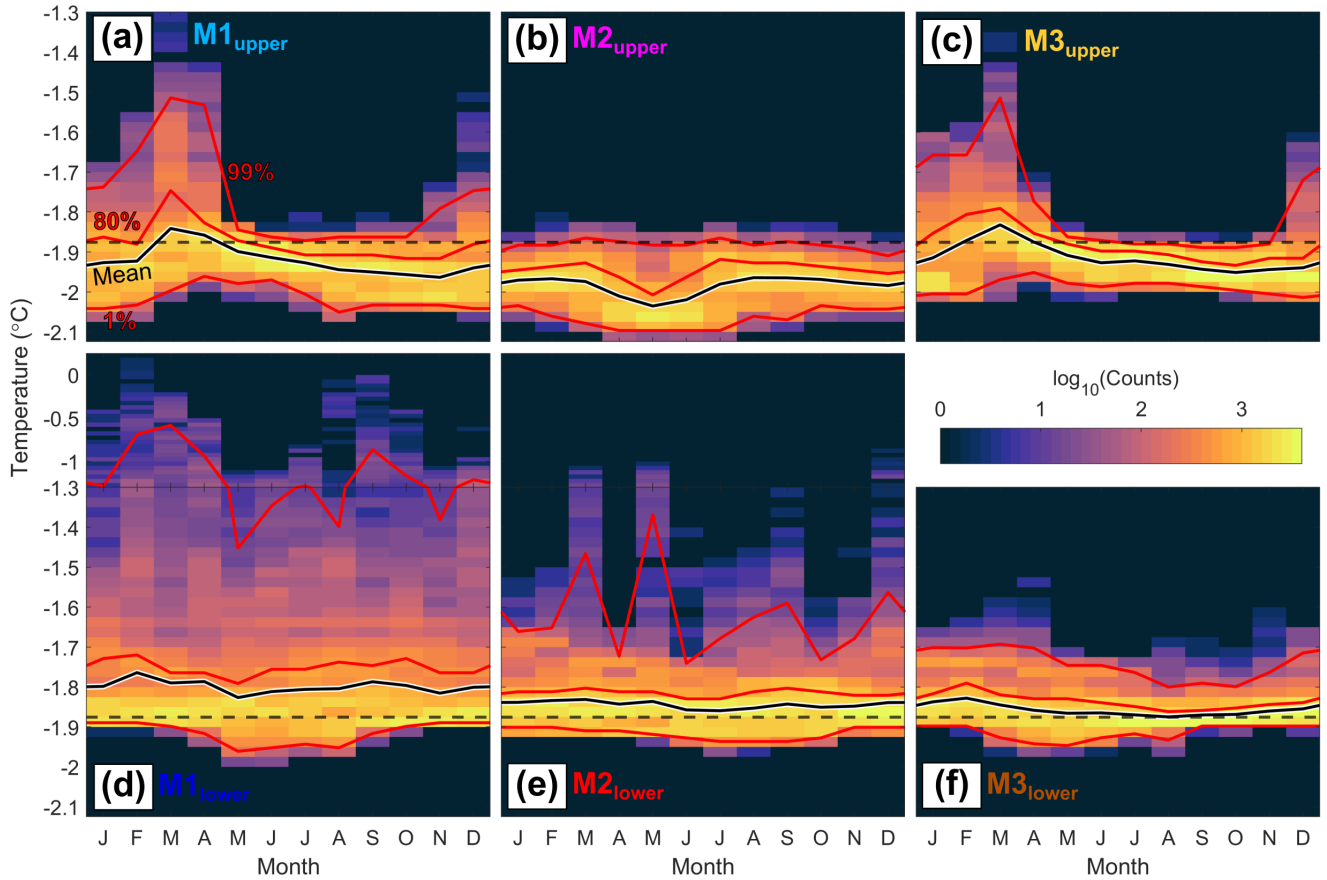 (a) M1upper
(b) M2upper
(c) M3upper
-1.3
-1.4
-1.5
-1.6
-1.7
-1.8
-1.9
-2
-2.1
99%
80%
Mean
1%
Temperature (°C)
0
-0.5
-1
-1.3
-1.4
-1.5
-1.6
-1.7
-1.8
-1.9
-2
-2.1
log10(Counts)
0 1 2 3
(d) M1lower
(e) M2lower
(f) M3lower
J F M A M J J A S O N D
J F M A M J J A S O N D
J F M A M J J A S O N D
Month
Month
Month